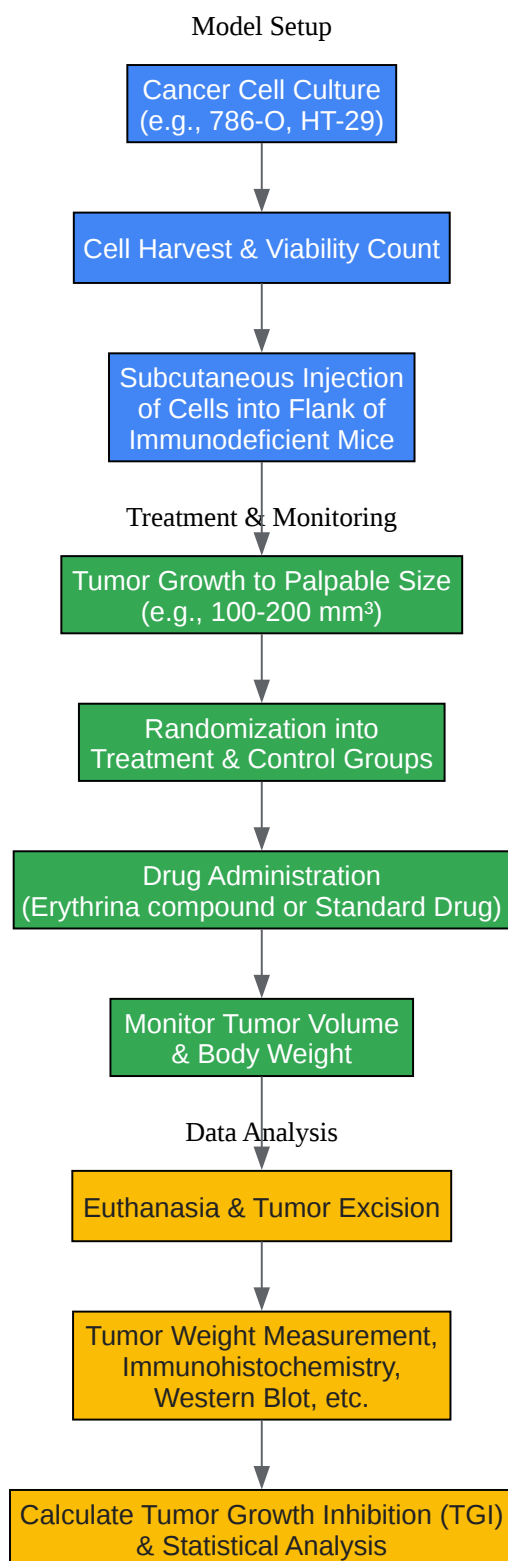 Model Setup
Cancer Cell Culture
(e.g., 786-O, HT-29)
Cell Harvest & Viability Count
Subcutaneous Injection
of Cells into Flank of
Immunodeficient Mice
Treatment & Monitoring
Tumor Growth to Palpable Size
(e.g., 100-200 mm³)
Randomization into
Treatment & Control Groups
Drug Administration
(Erythrina compound or Standard Drug)
Monitor Tumor Volume
& Body Weight
Data Analysis
Euthanasia & Tumor Excision
Tumor Weight Measurement,
Immunohistochemistry,
Western Blot, etc.
Calculate Tumor Growth Inhibition (TGI)
& Statistical Analysis